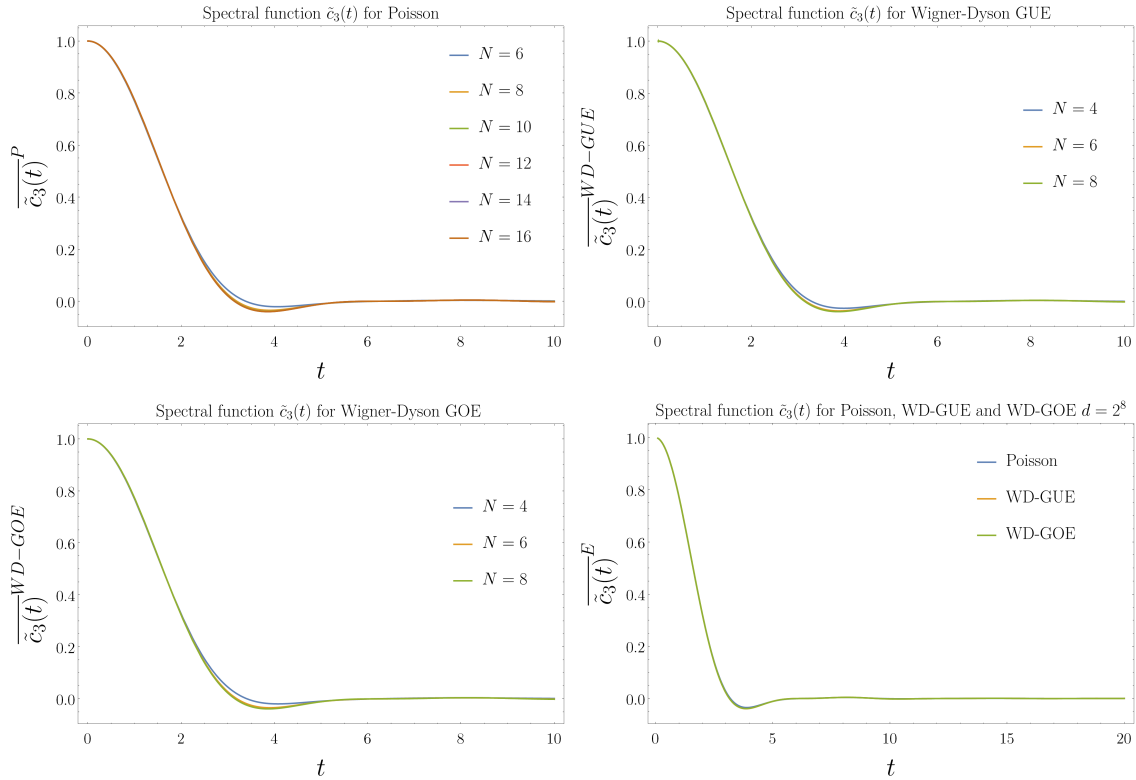 Spectral function c̃₃(t) for Poisson
1.0
0.8
0.6
0.4
0.2
0.0
0 2 4 6 8 10
t
c̃₃(t)^P
N = 6
N = 8
N = 10
N = 12
N = 14
N = 16
Spectral function c̃₃(t) for Wigner-Dyson GUE
1.0
0.8
0.6
0.4
0.2
0.0
0 2 4 6 8 10
t
c̃₃(t)^WD−GUE
N = 4
N = 6
N = 8
Spectral function c̃₃(t) for Wigner-Dyson GOE
1.0
0.8
0.6
0.4
0.2
0.0
0 2 4 6 8 10
t
c̃₃(t)^WD−GOE
N = 4
N = 6
N = 8
Spectral function c̃₃(t) for Poisson, WD-GUE and WD-GOE d = 2⁸
1.0
0.8
0.6
0.4
0.2
0.0
0 5 10 15 20
t
c̃₃(t)^E
Poisson
WD-GUE
WD-GOE